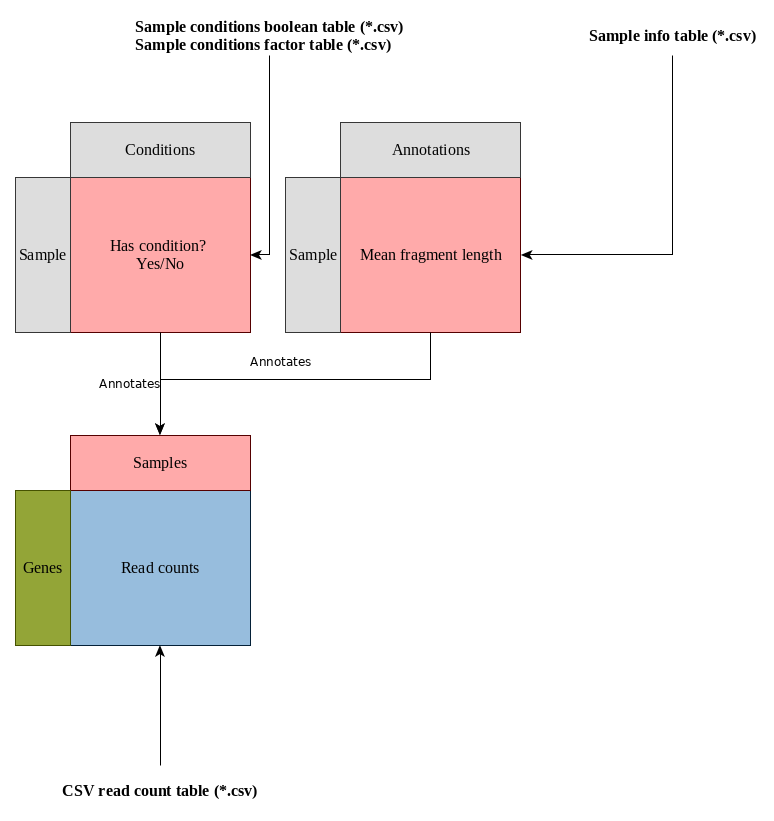 Sample conditions boolean table (*.csv)
Sample conditions factor table (*.csv)
Sample info table (*.csv)
Conditions
Annotations
Sample
Has condition?
Yes/No
Sample
Mean fragment length
Annotates
Annotates
Samples
Genes
Read counts
CSV read count table (*.csv)